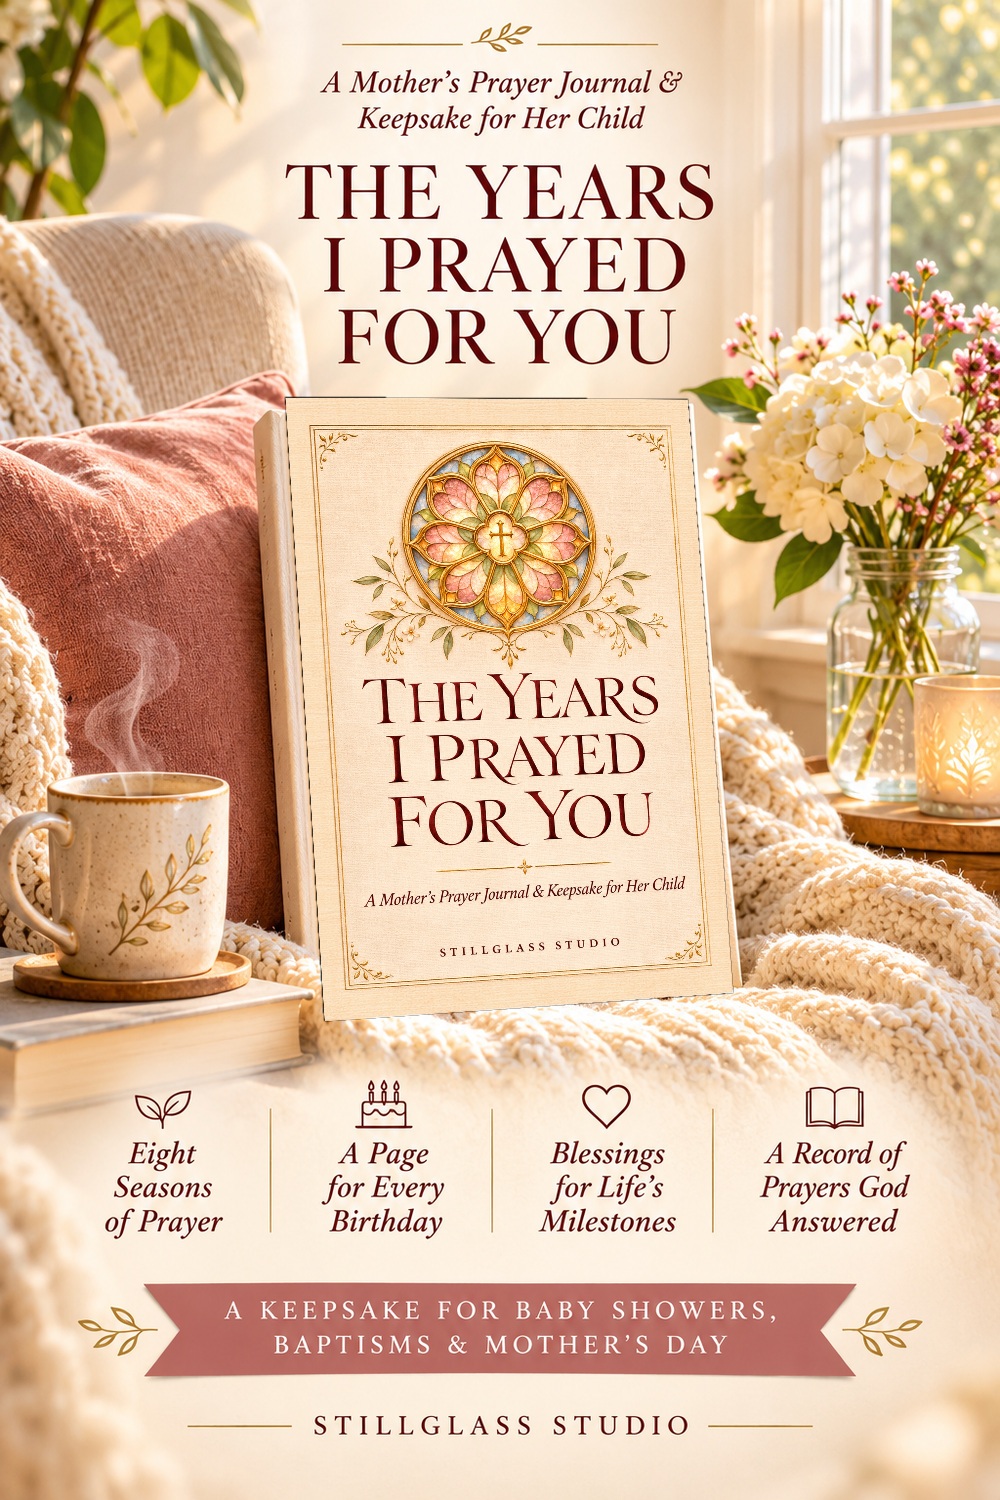 A Mother's Prayer Journal &
Keepsake for Her Child
THE YEARS
I PRAYED
FOR YOU
THE YEARS
I PRAYED
FOR YOU
A Mother's Prayer Journal & Keepsake for Her Child
STILLGLASS STUDIO
Eight
Seasons
of Prayer
A Page
for Every
Birthday
Blessings
for Life's
Milestones
A Record of
Prayers God
Answered
A KEEPSAKE FOR BABY SHOWERS,
BAPTISMS & MOTHER'S DAY
STILLGLASS STUDIO